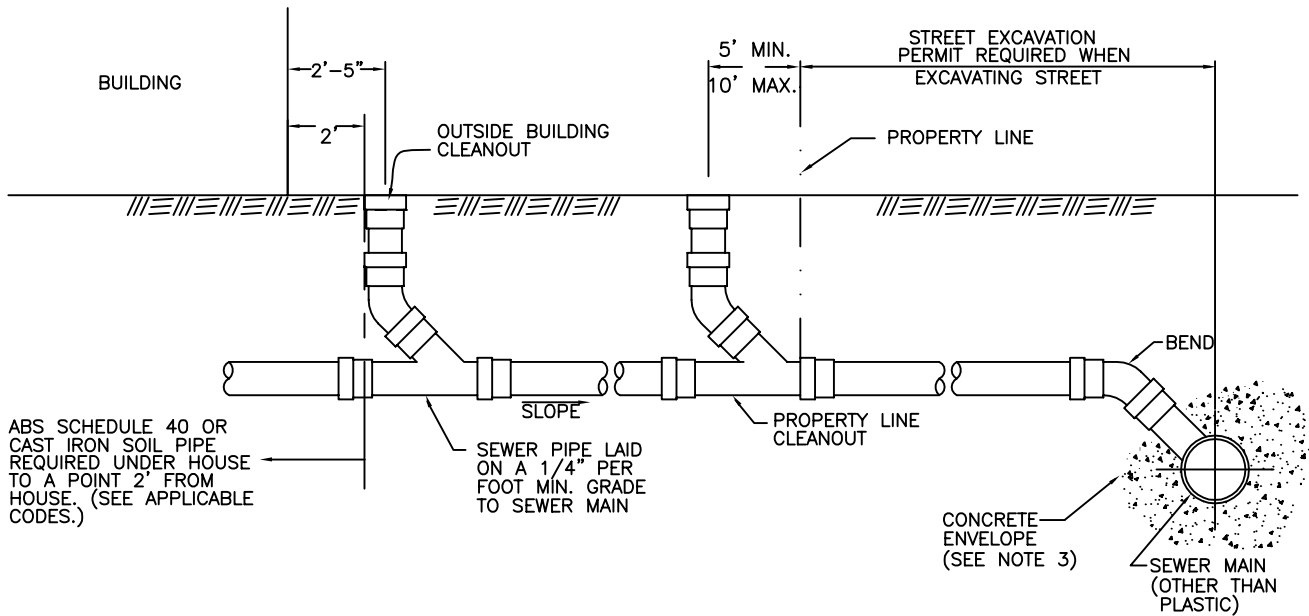 BUILDING
2'-5"
2'
OUTSIDE BUILDING
CLEANOUT
5' MIN.
10' MAX.
STREET EXCAVATION
PERMIT REQUIRED WHEN
EXCAVATING STREET
PROPERTY LINE
BEND
SLOPE
ABS SCHEDULE 40 OR
CAST IRON SOIL PIPE
REQUIRED UNDER HOUSE
TO A POINT 2' FROM
HOUSE. (SEE APPLICABLE
CODES.)
SEWER PIPE LAID
ON A 1/4" PER
FOOT MIN. GRADE
TO SEWER MAIN
PROPERTY LINE
CLEANOUT
CONCRETE
ENVELOPE
(SEE NOTE 3)
SEWER MAIN
(OTHER THAN
PLASTIC)